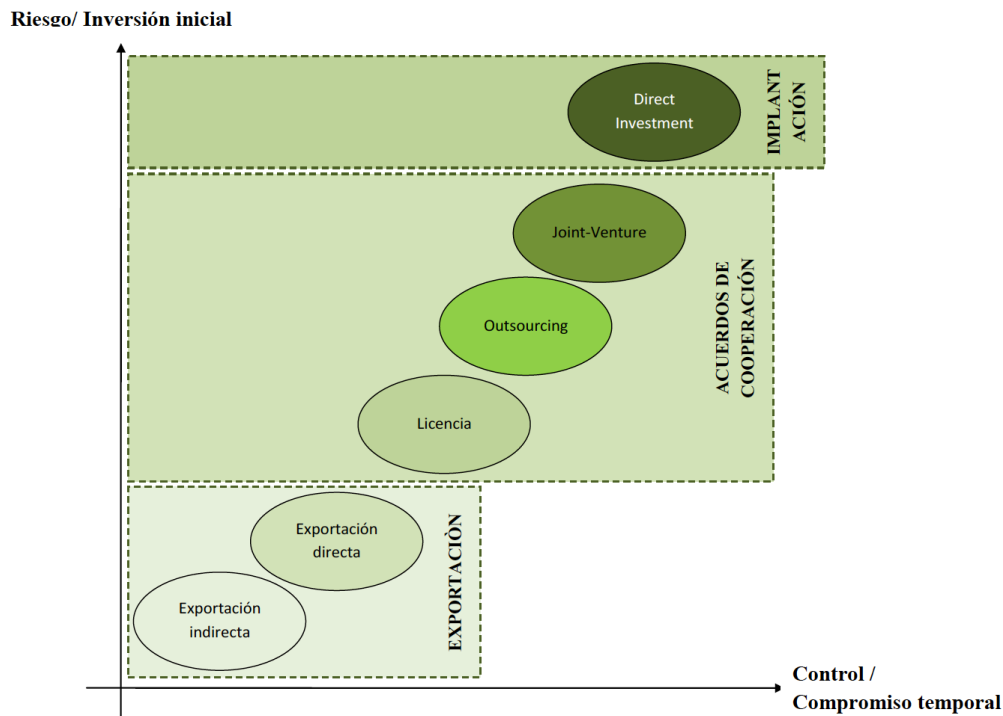 Riesgo/ Inversión inicial
Direct
Investment
IMPLANT
ACIÓN
Joint-Venture
Outsourcing
Licencia
ACUERDOS DE
COOPERACIÓN
Exportación
directa
Exportación
indirecta
EXPORTACIÒN
Control /
Compromiso temporal